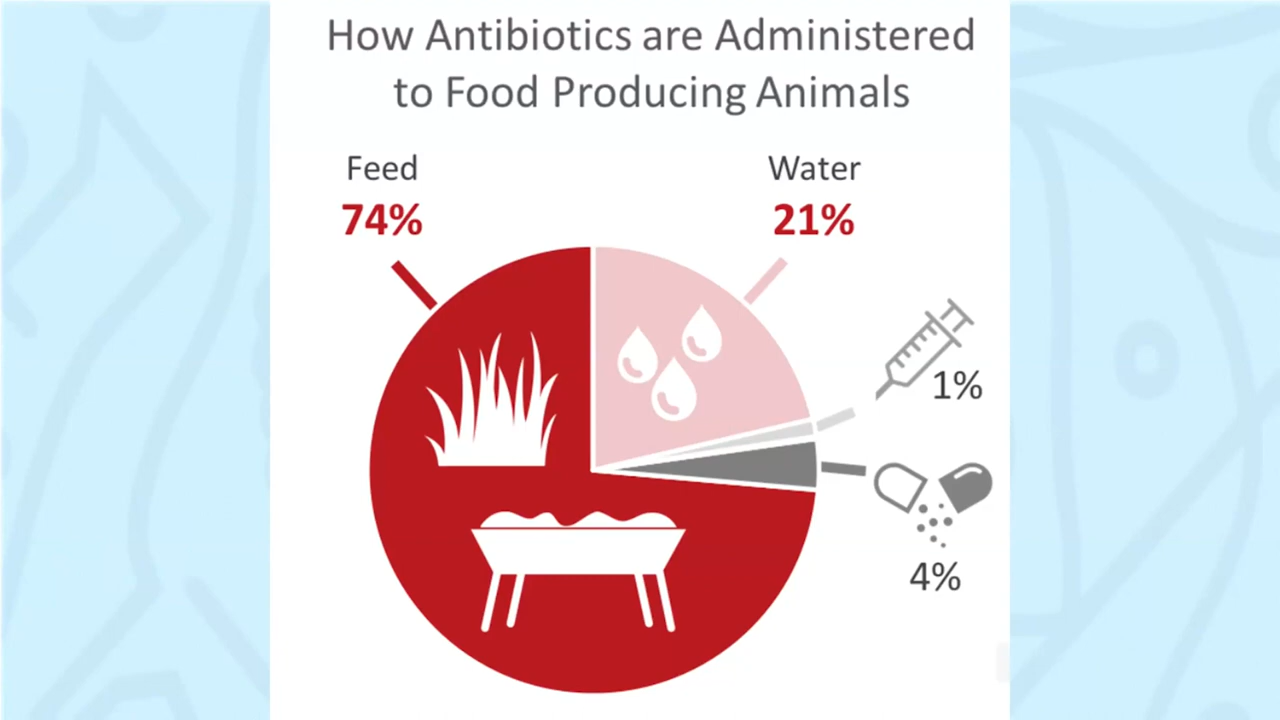 How Antibiotics are Administered
to Food Producing Animals
Feed
74%
Water
21%
1%
4%